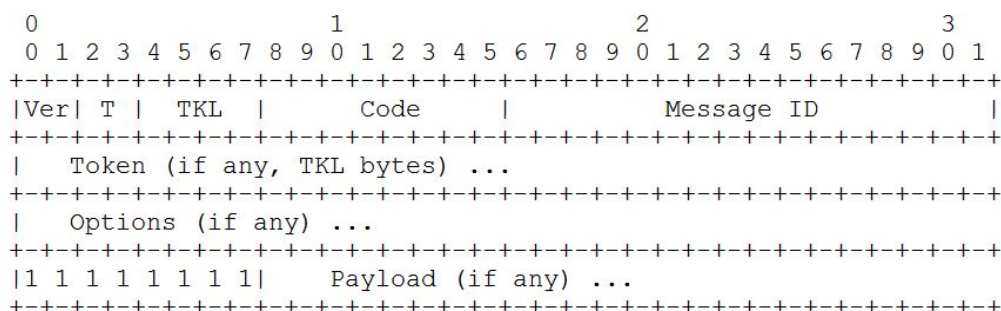 0                   1                   2                   3
 0 1 2 3 4 5 6 7 8 9 0 1 2 3 4 5 6 7 8 9 0 1 2 3 4 5 6 7 8 9 0 1
+-+-+-+-+-+-+-+-+-+-+-+-+-+-+-+-+-+-+-+-+-+-+-+-+-+-+-+-+-+-+-+-+
|Ver| T |  TKL  |      Code     |          Message ID           |
+-+-+-+-+-+-+-+-+-+-+-+-+-+-+-+-+-+-+-+-+-+-+-+-+-+-+-+-+-+-+-+-+
|   Token (if any, TKL bytes) ...
+-+-+-+-+-+-+-+-+-+-+-+-+-+-+-+-+-+-+-+-+-+-+-+-+-+-+-+-+-+-+-+-+
|   Options (if any) ...
+-+-+-+-+-+-+-+-+-+-+-+-+-+-+-+-+-+-+-+-+-+-+-+-+-+-+-+-+-+-+-+-+
|1 1 1 1 1 1 1 1|    Payload (if any) ...
+-+-+-+-+-+-+-+-+-+-+-+-+-+-+-+-+-+-+-+-+-+-+-+-+-+-+-+-+-+-+-+-+